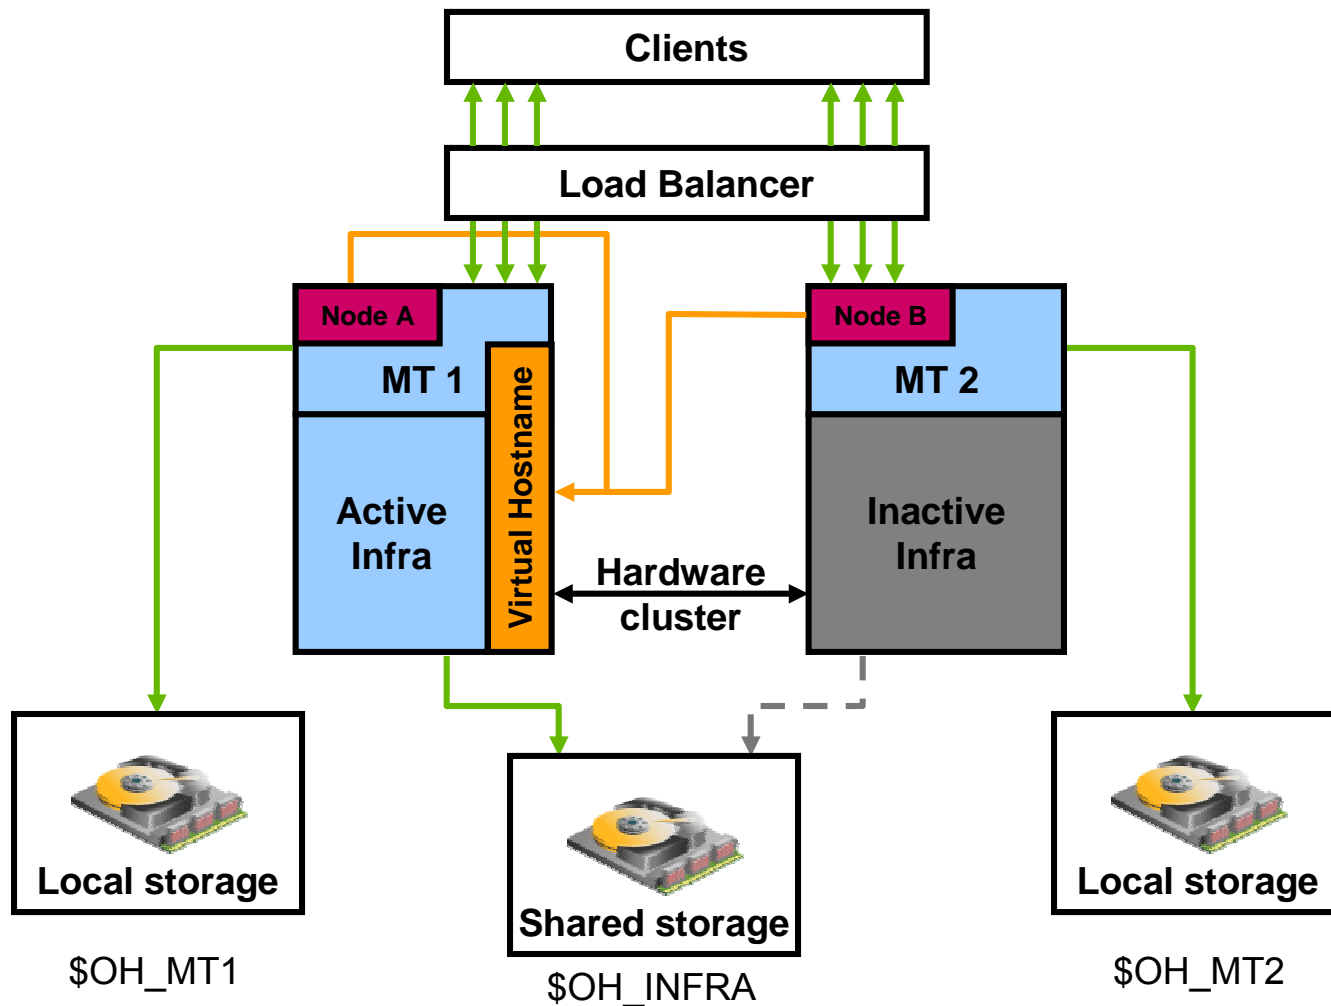 Clients
Load Balancer
Node A
Node B
MT 1
MT 2
Virtual Hostname
Active
Infra
Inactive
Infra
Hardware
cluster
Local storage
Shared storage
Local storage
$OH_MT1
$OH_INFRA
$OH_MT2